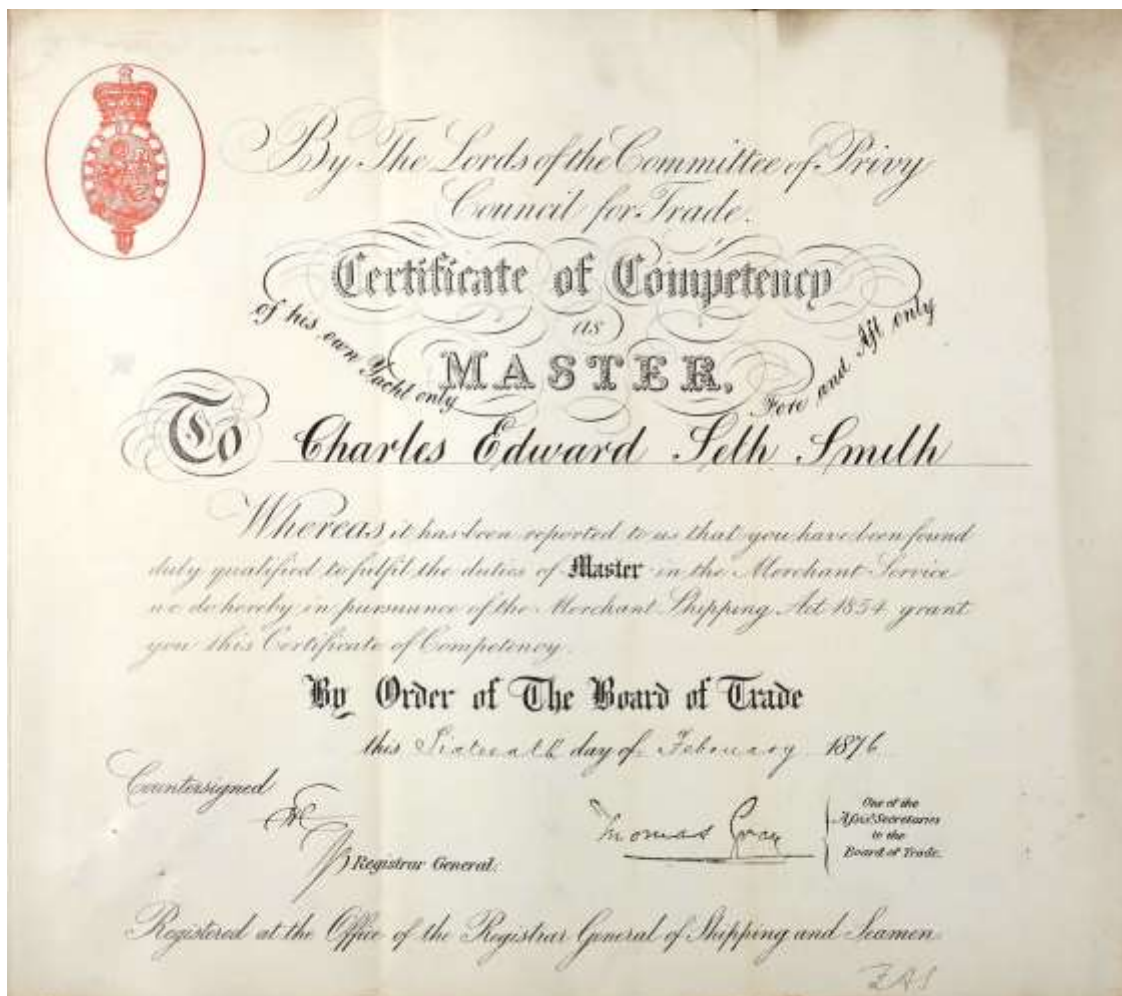 By The Lords of the Committee of Privy
Council for Trade.
Certificate of Competency
as
of his own Yacht only
MASTER,
Fore and Aft only
To Charles Edward Seth Smith
Whereas it has been reported to us that you have been found
duly qualified to fulfil the duties of Master in the Merchant Service
we do hereby in pursuance of the Merchant Shipping Act 1854 grant
you this Certificate of Competency.
By Order of The Board of Trade
this Sixteenth day of February 1876
Countersigned
Registrar General.
Thomas Gray
One of the
Assist Secretaries
to the
Board of Trade.
Registered at the Office of the Registrar General of Shipping and Seamen